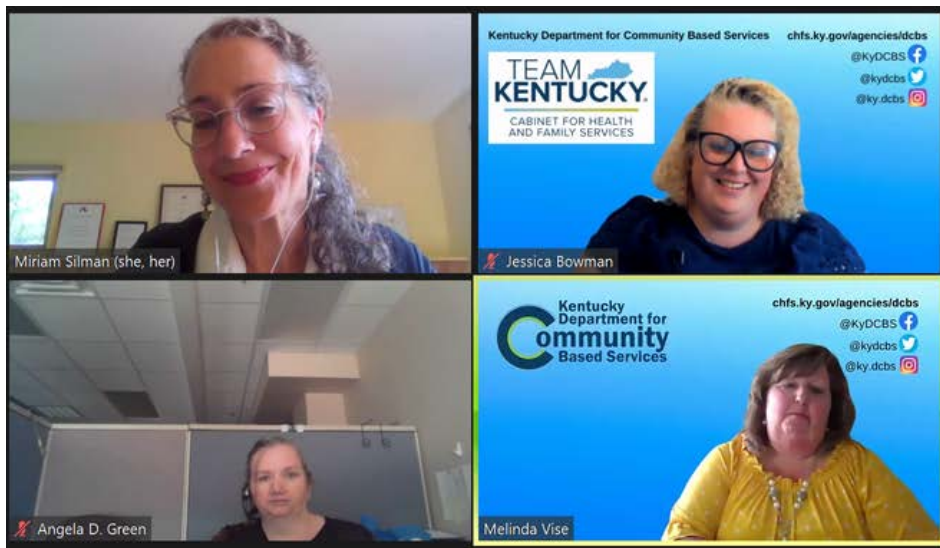 Miriam Silman (she, her)
Kentucky Department for Community Based Services
chfs.ky.gov/agencies/dcbs
@KyDCBS
@kydcbs
@ky.dcbs
TEAM
KENTUCKY®
CABINET FOR HEALTH
AND FAMILY SERVICES
Jessica Bowman
Angela D. Green
Kentucky
Department for
Community
Based Services
chfs.ky.gov/agencies/dcbs
@KyDCBS
@kydcbs
@ky.dcbs
Melinda Vise